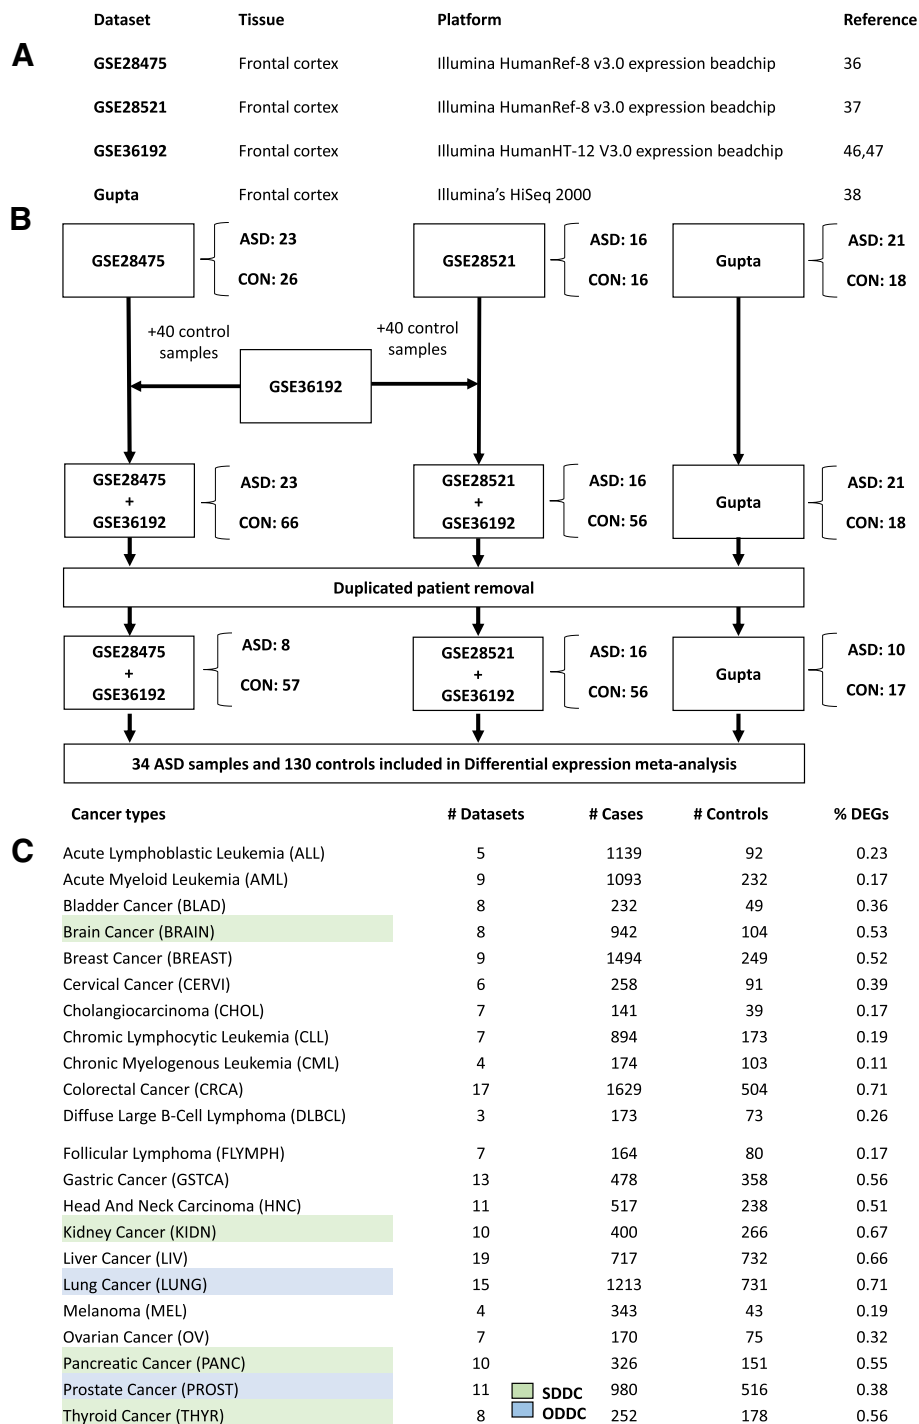 Dataset Tissue Platform Reference
A
GSE28475 Frontal cortex Illumina HumanRef-8 v3.0 expression beadchip 36
GSE28521 Frontal cortex Illumina HumanRef-8 v3.0 expression beadchip 37
GSE36192 Frontal cortex Illumina HumanHT-12 V3.0 expression beadchip 46,47
Gupta Frontal cortex Illumina's HiSeq 2000 38
B
GSE28475 ASD: 23 CON: 26
GSE28521 ASD: 16 CON: 16
Gupta ASD: 21 CON: 18
+40 control
samples
+40 control
samples
GSE36192
GSE28475
+
GSE36192
ASD: 23
CON: 66
GSE28521
+
GSE36192
ASD: 16
CON: 56
Gupta
ASD: 21
CON: 18
Duplicated patient removal
GSE28475
+
GSE36192
ASD: 8
CON: 57
GSE28521
+
GSE36192
ASD: 16
CON: 56
Gupta
ASD: 10
CON: 17
34 ASD samples and 130 controls included in Differential expression meta-analysis
Cancer types # Datasets # Cases # Controls % DEGs
C
Acute Lymphoblastic Leukemia (ALL) 5 1139 92 0.23
Acute Myeloid Leukemia (AML) 9 1093 232 0.17
Bladder Cancer (BLAD) 8 232 49 0.36
Brain Cancer (BRAIN) 8 942 104 0.53
Breast Cancer (BREAST) 9 1494 249 0.52
Cervical Cancer (CERVI) 6 258 91 0.39
Cholangiocarcinoma (CHOL) 7 141 39 0.17
Chromic Lymphocytic Leukemia (CLL) 7 894 173 0.19
Chronic Myelogenous Leukemia (CML) 4 174 103 0.11
Colorectal Cancer (CRCA) 17 1629 504 0.71
Diffuse Large B-Cell Lymphoma (DLBCL) 3 173 73 0.26
Follicular Lymphoma (FLYMPH) 7 164 80 0.17
Gastric Cancer (GSTCA) 13 478 358 0.56
Head And Neck Carcinoma (HNC) 11 517 238 0.51
Kidney Cancer (KIDN) 10 400 266 0.67
Liver Cancer (LIV) 19 717 732 0.66
Lung Cancer (LUNG) 15 1213 731 0.71
Melanoma (MEL) 4 343 43 0.19
Ovarian Cancer (OV) 7 170 75 0.32
Pancreatic Cancer (PANC) 10 326 151 0.55
Prostate Cancer (PROST) 11 980 516 0.38
Thyroid Cancer (THYR) 8 252 178 0.56
SDDC
ODDC